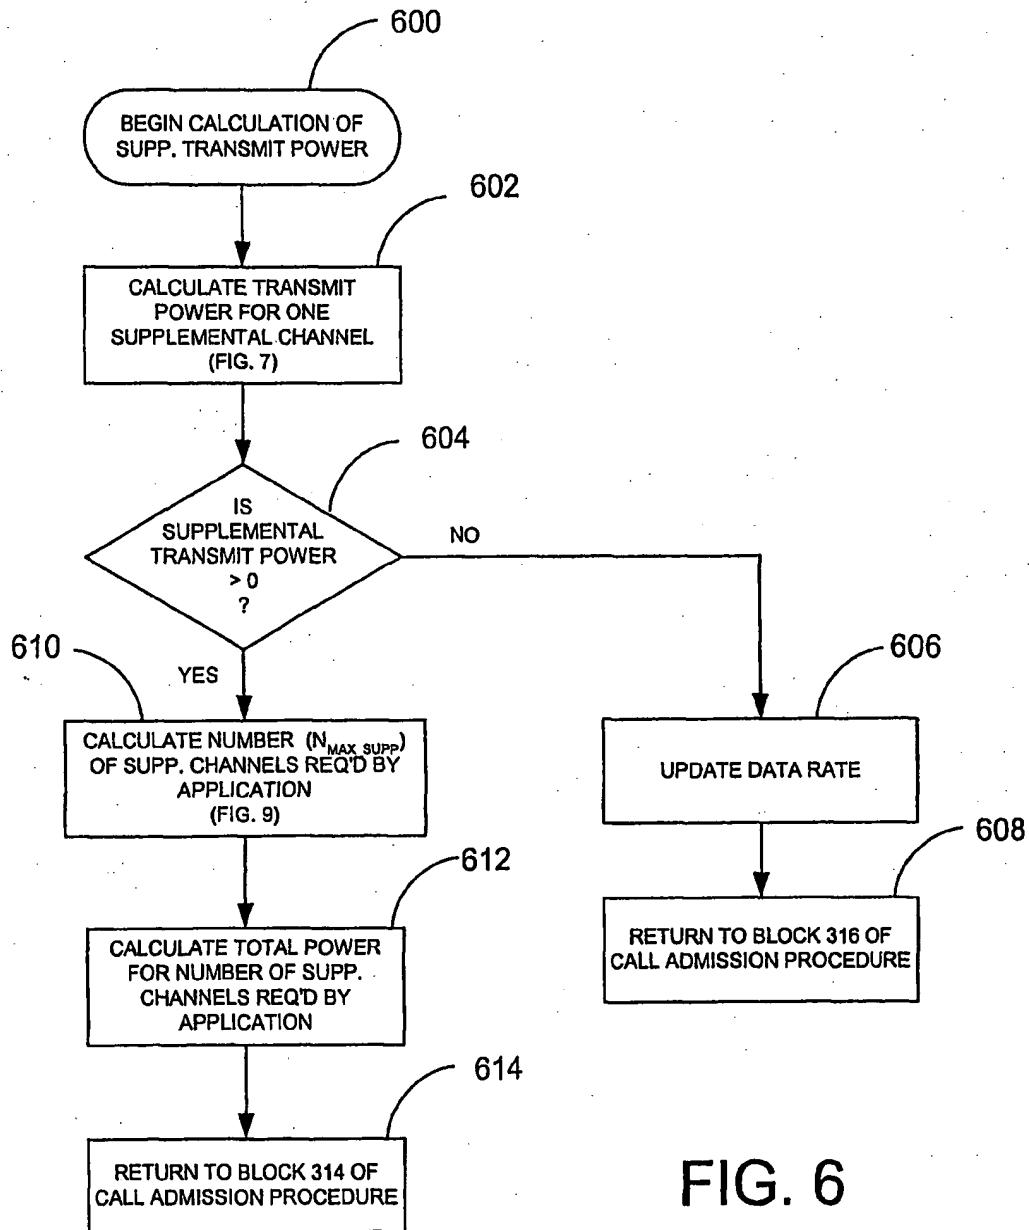 600
BEGIN CALCULATION OF
SUPP. TRANSMIT POWER
602
CALCULATE TRANSMIT
POWER FOR ONE
SUPPLEMENTAL CHANNEL
(FIG. 7)
604
IS
SUPPLEMENTAL
TRANSMIT POWER
> 0
?
NO
YES
610
CALCULATE NUMBER (N_MAX_SUPP)
OF SUPP. CHANNELS REQ'D BY
APPLICATION
(FIG. 9)
606
UPDATE DATA RATE
608
RETURN TO BLOCK 316 OF
CALL ADMISSION PROCEDURE
612
CALCULATE TOTAL POWER
FOR NUMBER OF SUPP.
CHANNELS REQ'D BY
APPLICATION
614
RETURN TO BLOCK 314 OF
CALL ADMISSION PROCEDURE
FIG. 6